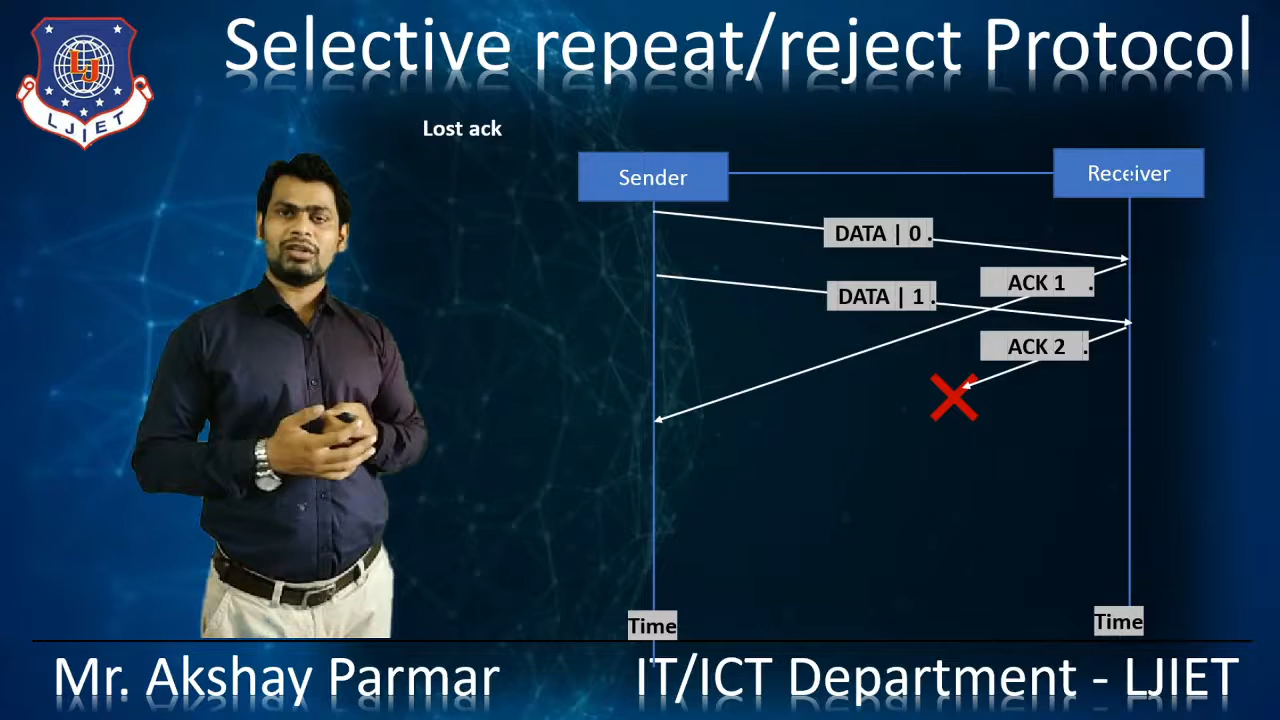 Selective repeat/reject Protocol
LJIET
Lost ack
Sender
Receiver
DATA | 0 .
ACK 1 .
DATA | 1 .
ACK 2 .
Time
Time
Mr. Akshay Parmar
IT/ICT Department - LJIET